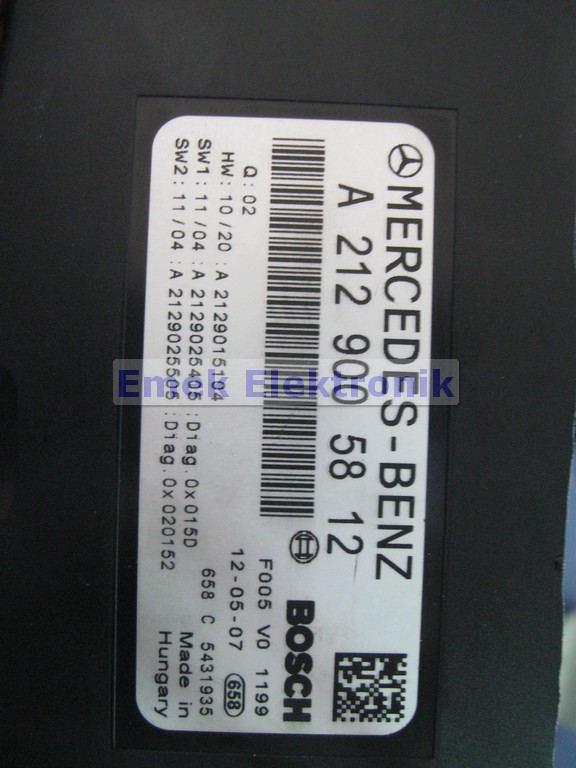 MERCEDES-BENZ
A 212 900 58 12
Q: 02
HW: 10/20 :A 2129015104
SW1: 11/04 :A 2129025405 :Diag.0x015D
SW2: 11/04 :A 2129025505 :Diag.0x020152
BOSCH
F005 V0 1199
12-05-07 658
658 C 5431935
Made in
Hungary
Emek Elektronik